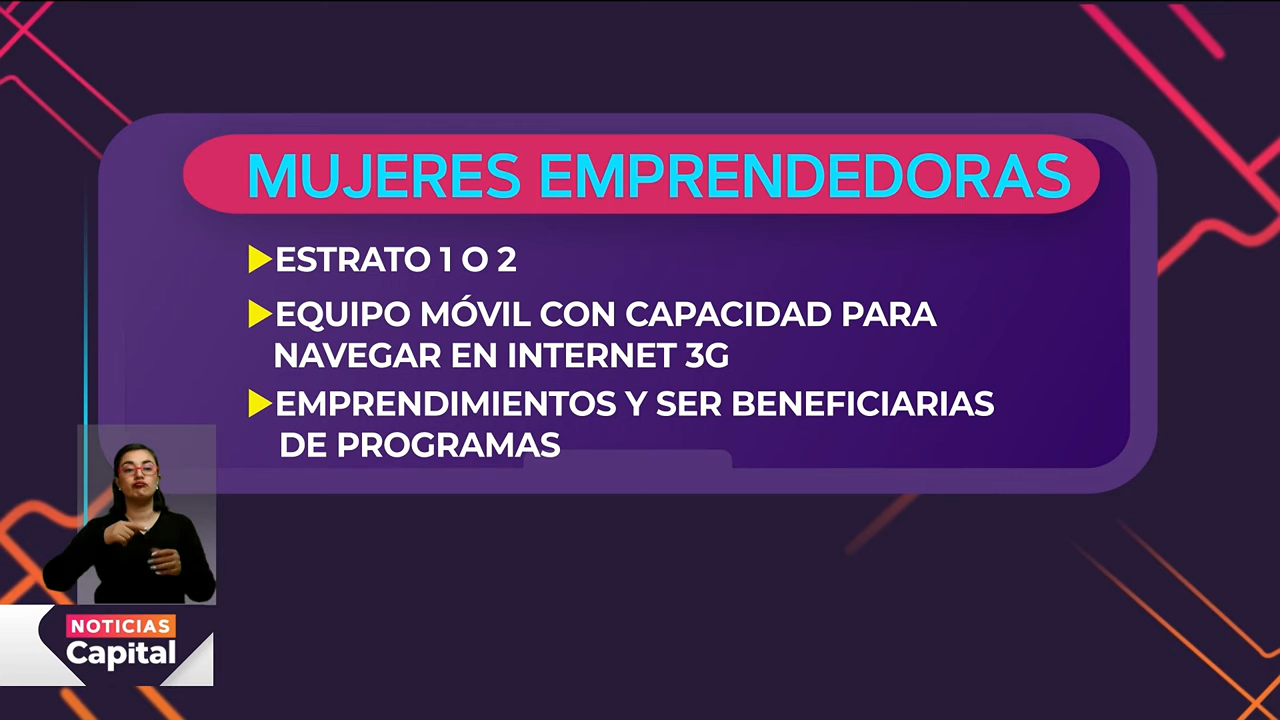 MUJERES EMPRENDEDORAS
ESTRATO 1 O 2
EQUIPO MÓVIL CON CAPACIDAD PARA
NAVEGAR EN INTERNET 3G
EMPRENDIMIENTOS Y SER BENEFICIARIAS
DE PROGRAMAS
NOTICIAS
Capital